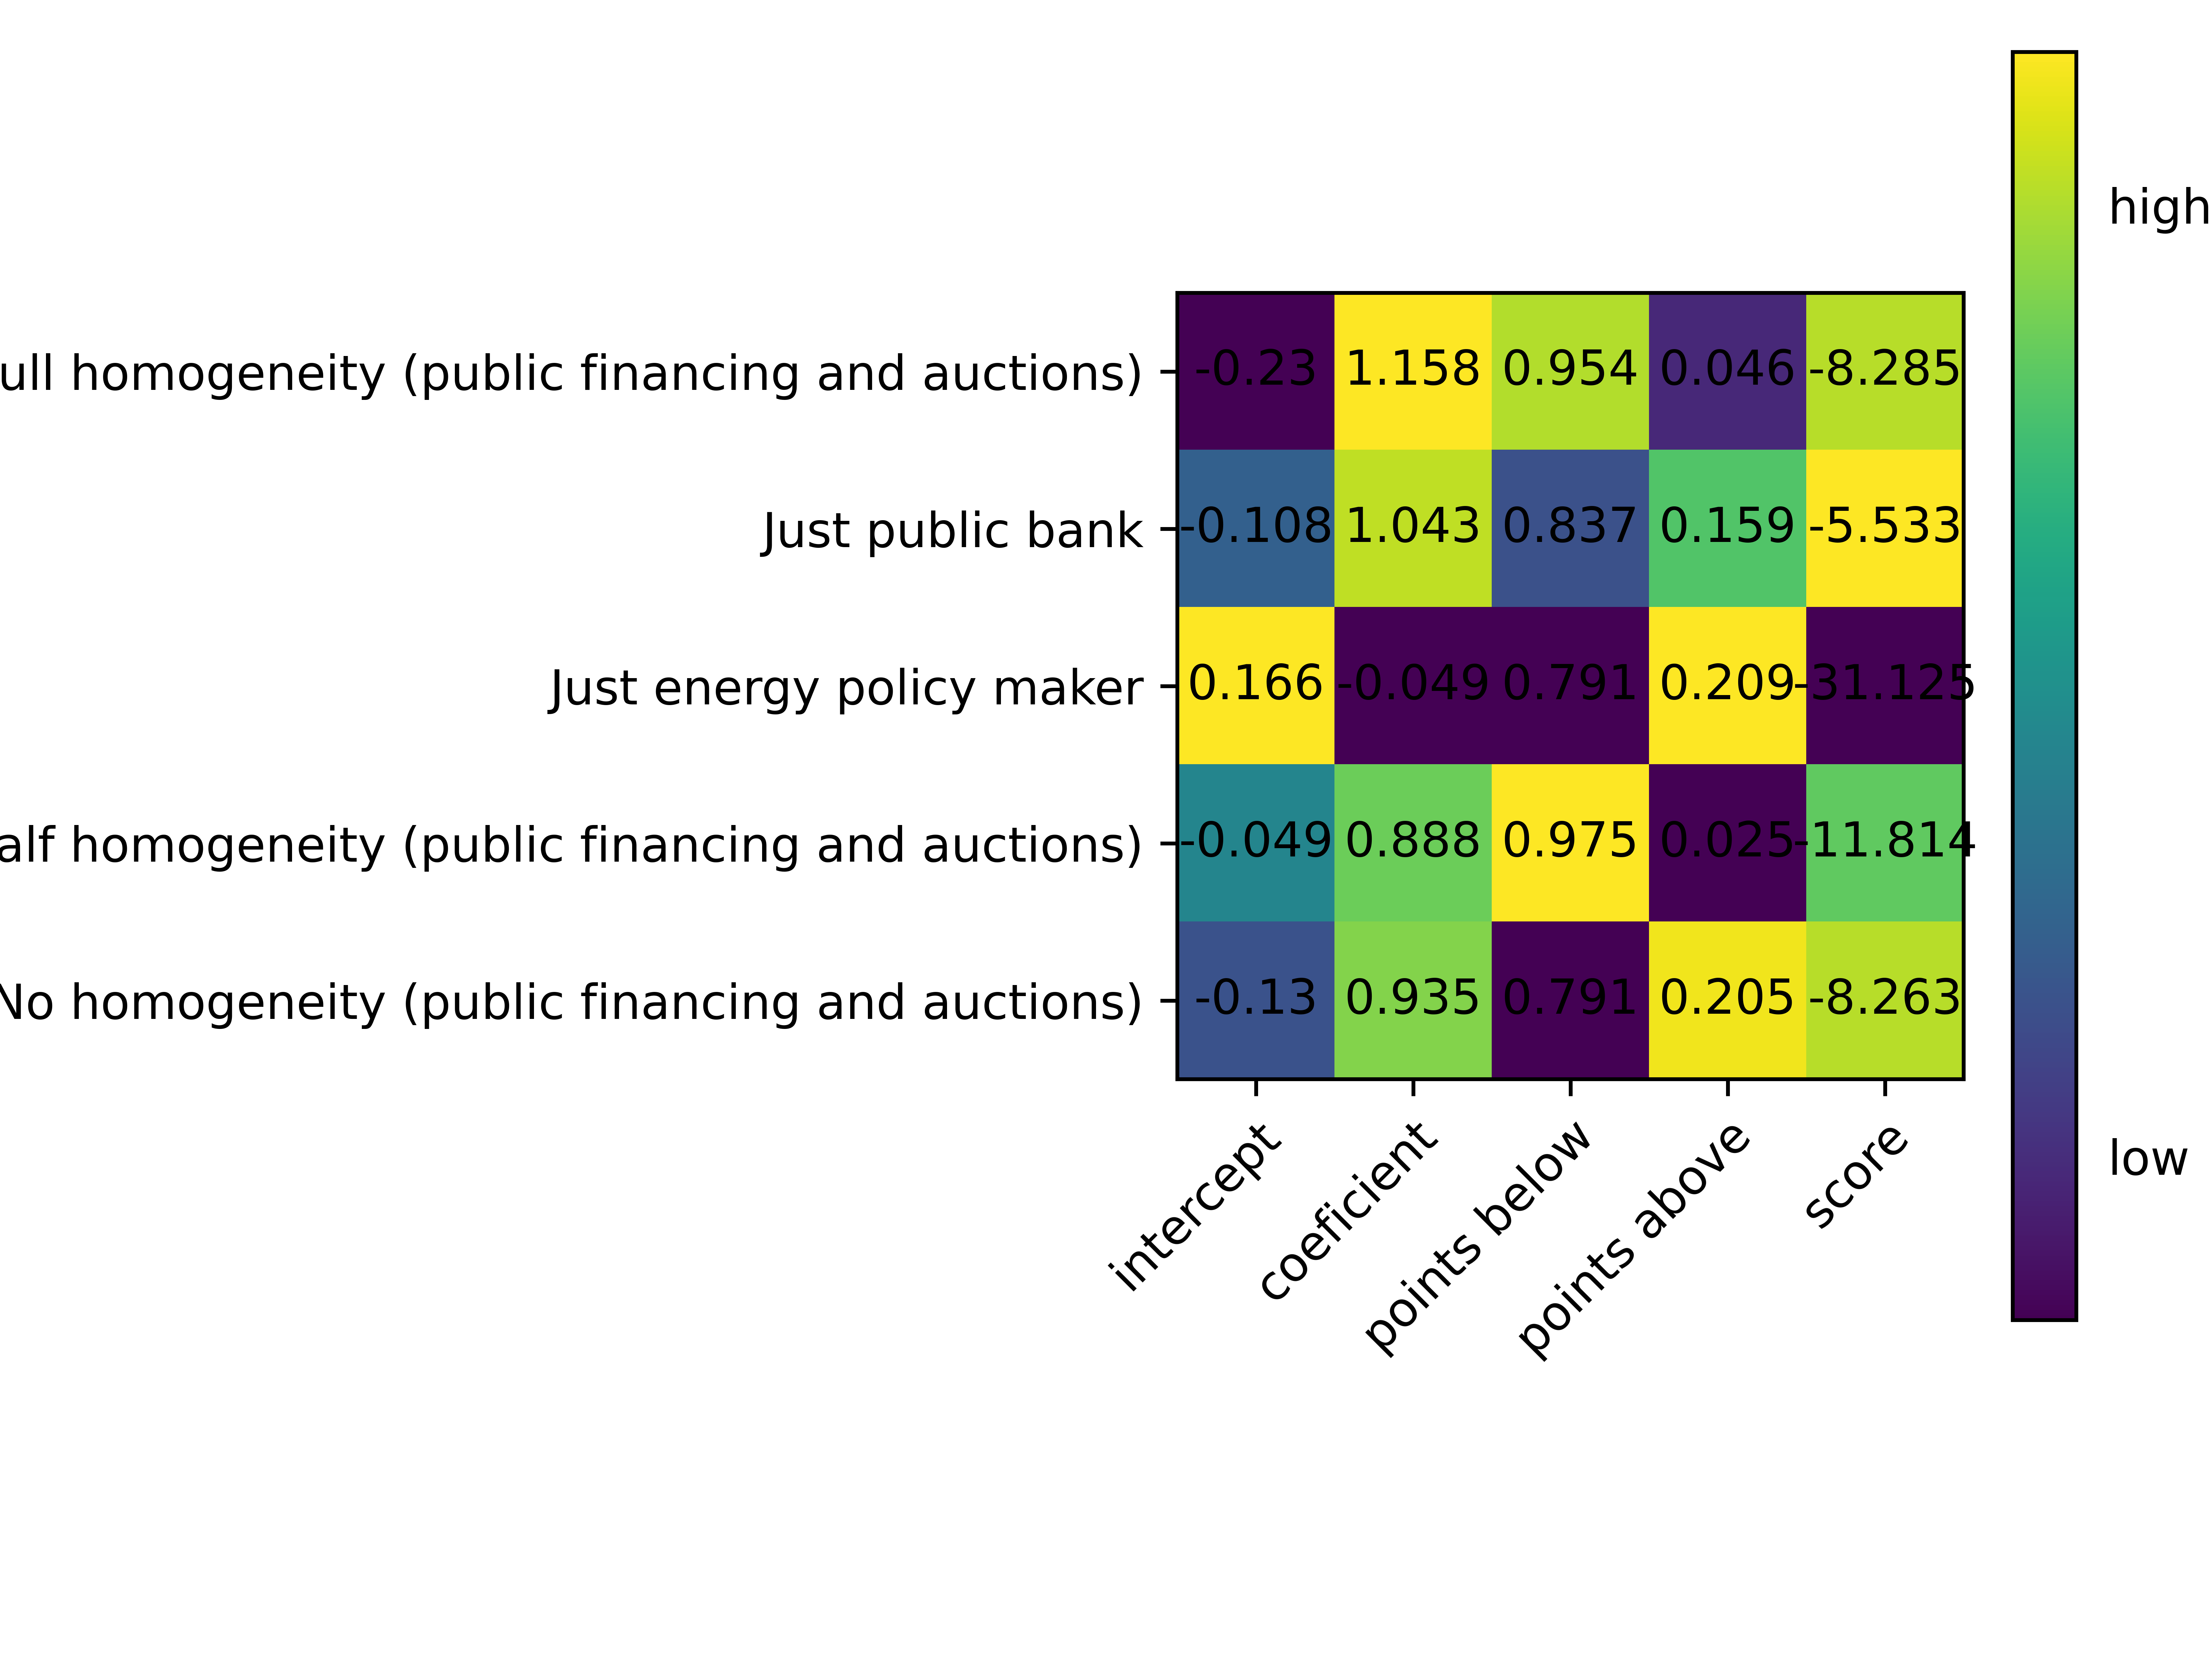 high
ull homogeneity (public financing and auctions) -0.23 1.158 0.954 0.046 -8.285
Just public bank -0.108 1.043 0.837 0.159 -5.533
Just energy policy maker 0.166 -0.049 0.791 0.209 -31.125
alf homogeneity (public financing and auctions) -0.049 0.888 0.975 0.025 -11.814
No homogeneity (public financing and auctions) -0.13 0.935 0.791 0.205 -8.263
low
intercept
coeficient
points below
points above
score